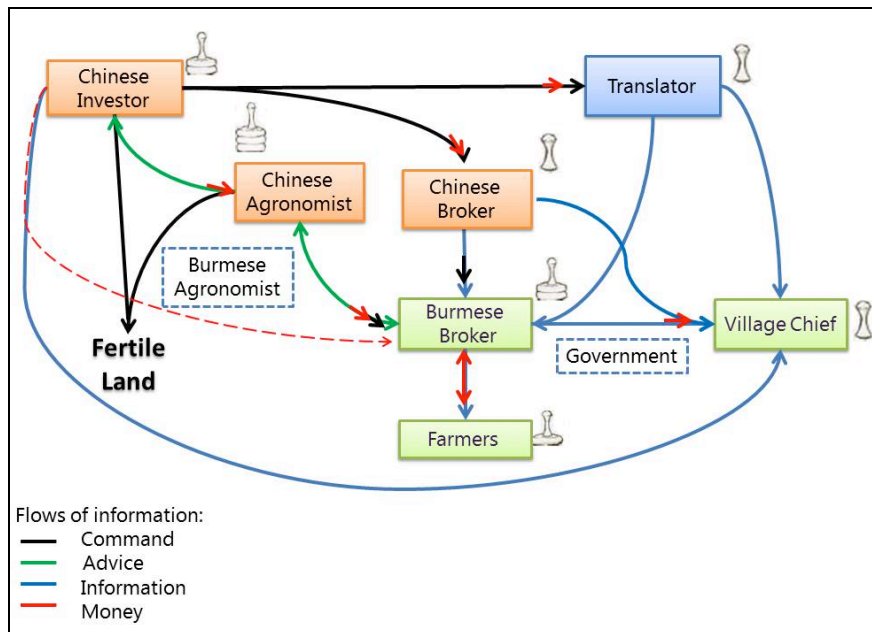 Chinese
Investor
Translator
Chinese
Agronomist
Chinese
Broker
Burmese
Agronomist
Burmese
Broker
Village Chief
Government
Fertile
Land
Farmers
Flows of information:
Command
Advice
Information
Money